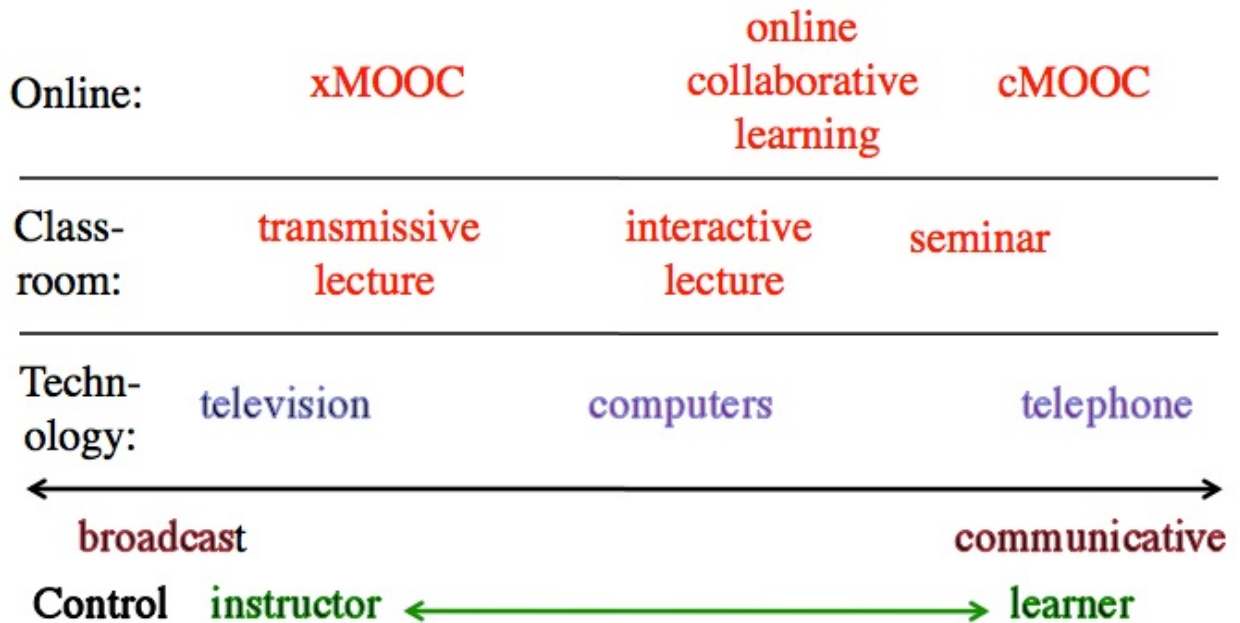 online
Online: xMOOC collaborative cMOOC
learning
Class- transmissive interactive seminar
room: lecture lecture
Techn-
ology: television computers telephone
broadcast communicative
Control instructor learner